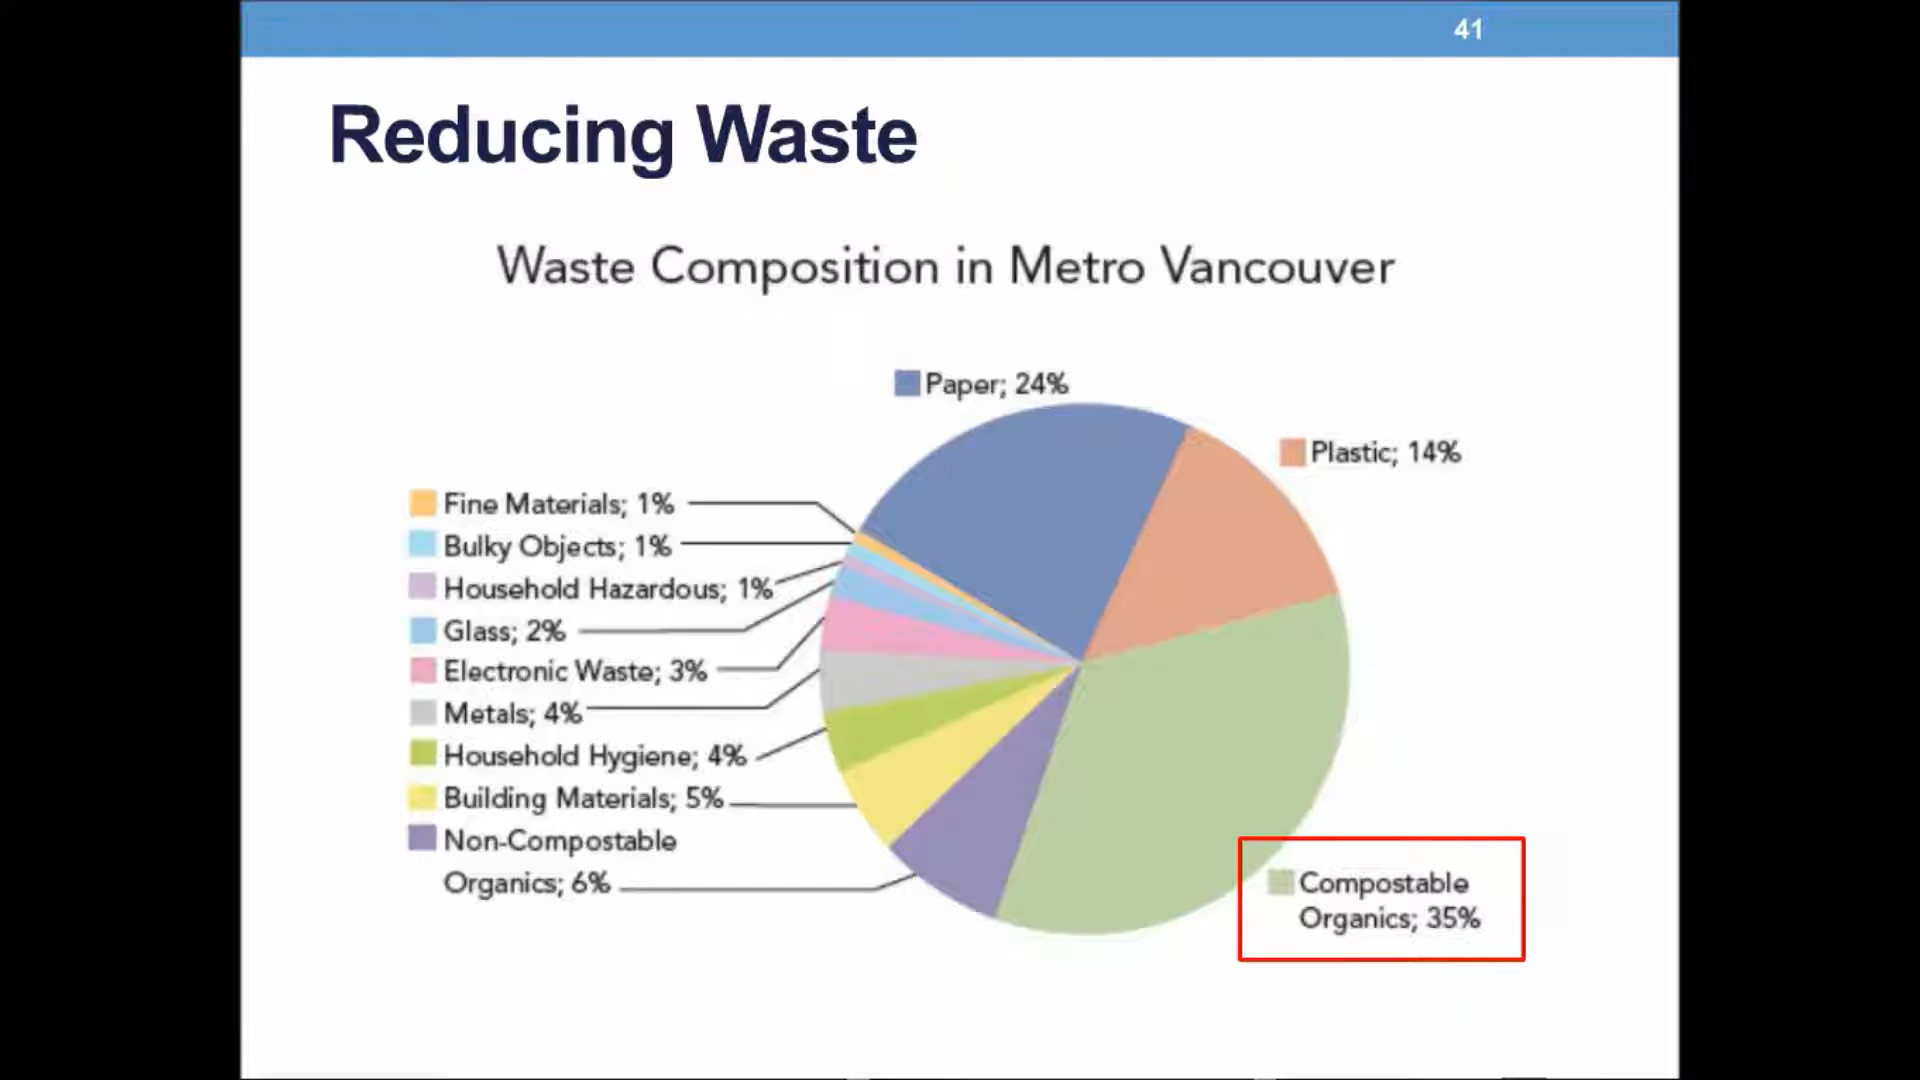 41
Reducing Waste
Waste Composition in Metro Vancouver
Paper; 24%
Plastic; 14%
Fine Materials; 1%
Bulky Objects; 1%
Household Hazardous; 1%
Glass; 2%
Electronic Waste; 3%
Metals; 4%
Household Hygiene; 4%
Building Materials; 5%
Non-Compostable
Organics; 6%
Compostable
Organics; 35%